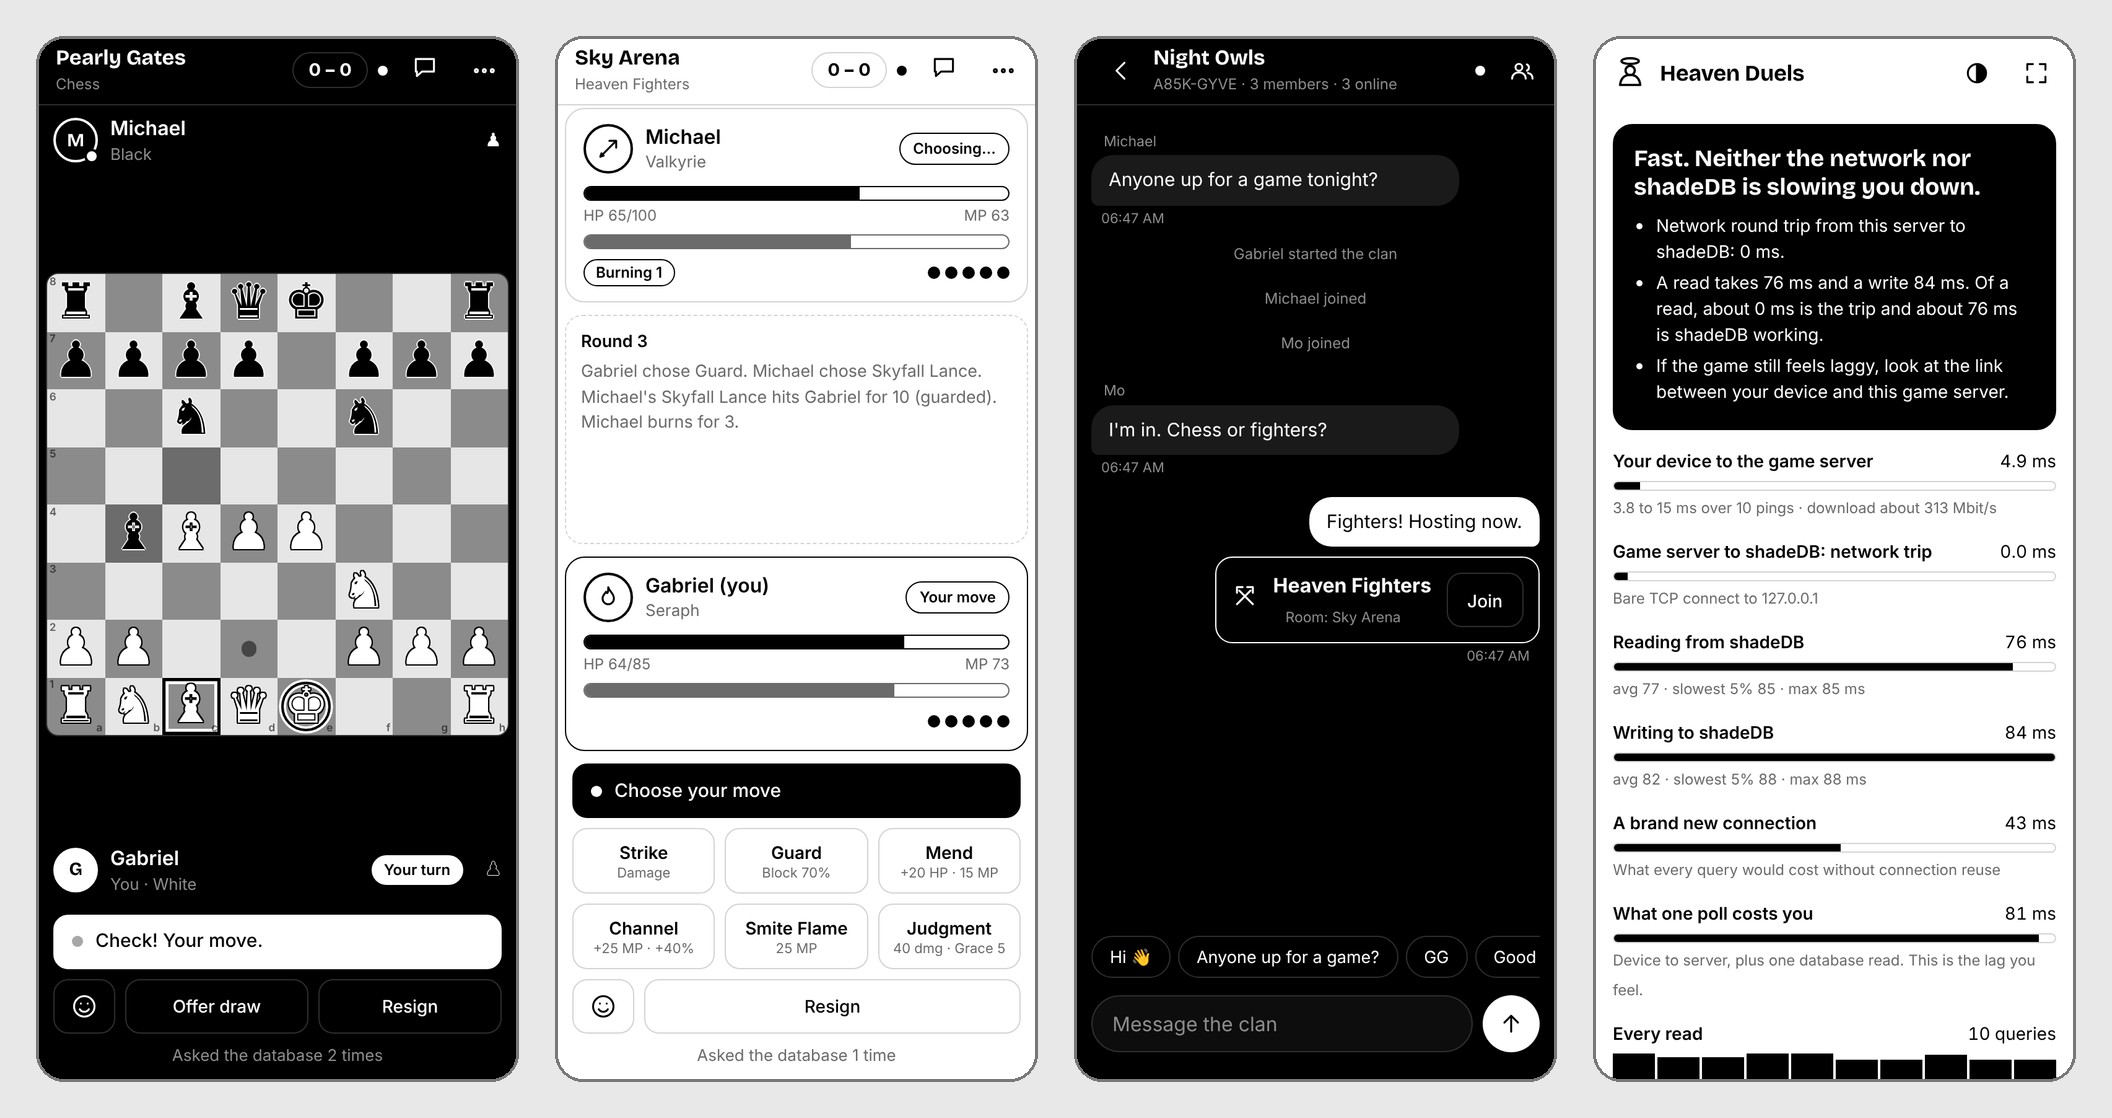 Pearly Gates
Chess
0 – 0
M
Michael
Black
8
7
6
5
4
3
2
1
a
b
c
d
e
f
g
h
G
Gabriel
You · White
Your turn
Check! Your move.
Offer draw
Resign
Asked the database 2 times
Sky Arena
Heaven Fighters
0 – 0
Michael
Valkyrie
Choosing...
HP 65/100
MP 63
Burning 1
Round 3
Gabriel chose Guard. Michael chose Skyfall Lance.
Michael's Skyfall Lance hits Gabriel for 10 (guarded).
Michael burns for 3.
Gabriel (you)
Seraph
Your move
HP 64/85
MP 73
Choose your move
Strike
Damage
Guard
Block 70%
Mend
+20 HP · 15 MP
Channel
+25 MP · +40%
Smite Flame
25 MP
Judgment
40 dmg · Grace 5
Resign
Asked the database 1 time
Night Owls
A85K-GYVE · 3 members · 3 online
Michael
Anyone up for a game tonight?
06:47 AM
Gabriel started the clan
Michael joined
Mo joined
Mo
I'm in. Chess or fighters?
06:47 AM
Fighters! Hosting now.
Heaven Fighters
Room: Sky Arena
Join
06:47 AM
Hi 👋
Anyone up for a game?
GG
Good
Message the clan
Heaven Duels
Fast. Neither the network nor
shadeDB is slowing you down.
• Network round trip from this server to
shadeDB: 0 ms.
• A read takes 76 ms and a write 84 ms. Of a
read, about 0 ms is the trip and about 76 ms
is shadeDB working.
• If the game still feels laggy, look at the link
between your device and this game server.
Your device to the game server
4.9 ms
3.8 to 15 ms over 10 pings · download about 313 Mbit/s
Game server to shadeDB: network trip
0.0 ms
Bare TCP connect to 127.0.0.1
Reading from shadeDB
76 ms
avg 77 · slowest 5% 85 · max 85 ms
Writing to shadeDB
84 ms
avg 82 · slowest 5% 88 · max 88 ms
A brand new connection
43 ms
What every query would cost without connection reuse
What one poll costs you
81 ms
Device to server, plus one database read. This is the lag you
feel.
Every read
10 queries